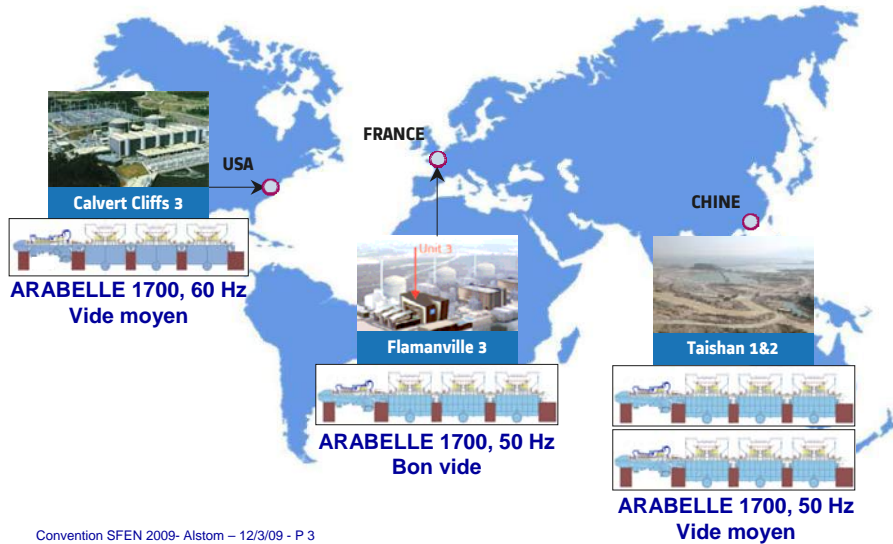 FRANCE
USA
CHINE
Calvert Cliffs 3
Unit 3
ARABELLE 1700, 60 Hz
Vide moyen
Flamanville 3
Taishan 1&2
ARABELLE 1700, 50 Hz
Bon vide
ARABELLE 1700, 50 Hz
Vide moyen
Convention SFEN 2009- Alstom – 12/3/09 - P 3